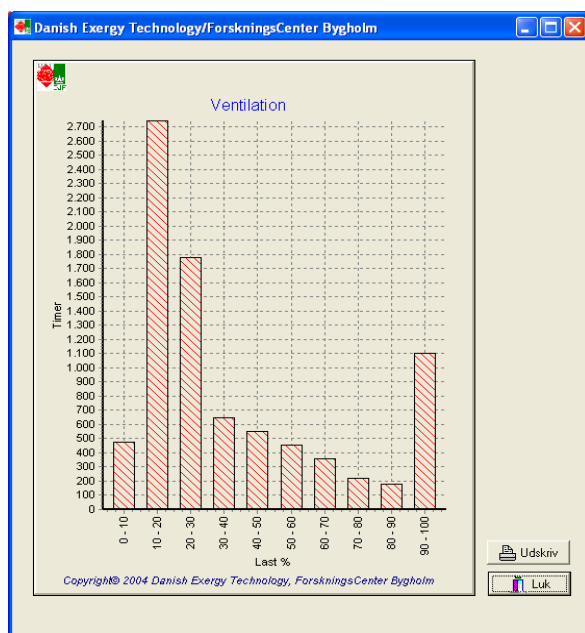 Danish Exergy Technology/ForskningsCenter Bygholm
Ventilation
2.700
2.600
2.500
2.400
2.300
2.200
2.100
2.000
1.900
1.800
1.700
1.600
1.500
1.400
1.300
1.200
1.100
1.000
900
800
700
600
500
400
300
200
100
0
Timer
0 - 10
10 - 20
20 - 30
30 - 40
40 - 50
50 - 60
60 - 70
70 - 80
80 - 90
90 - 100
Last %
Copyright© 2004 Danish Exergy Technology, ForskningsCenter Bygholm
Udskriv
Luk